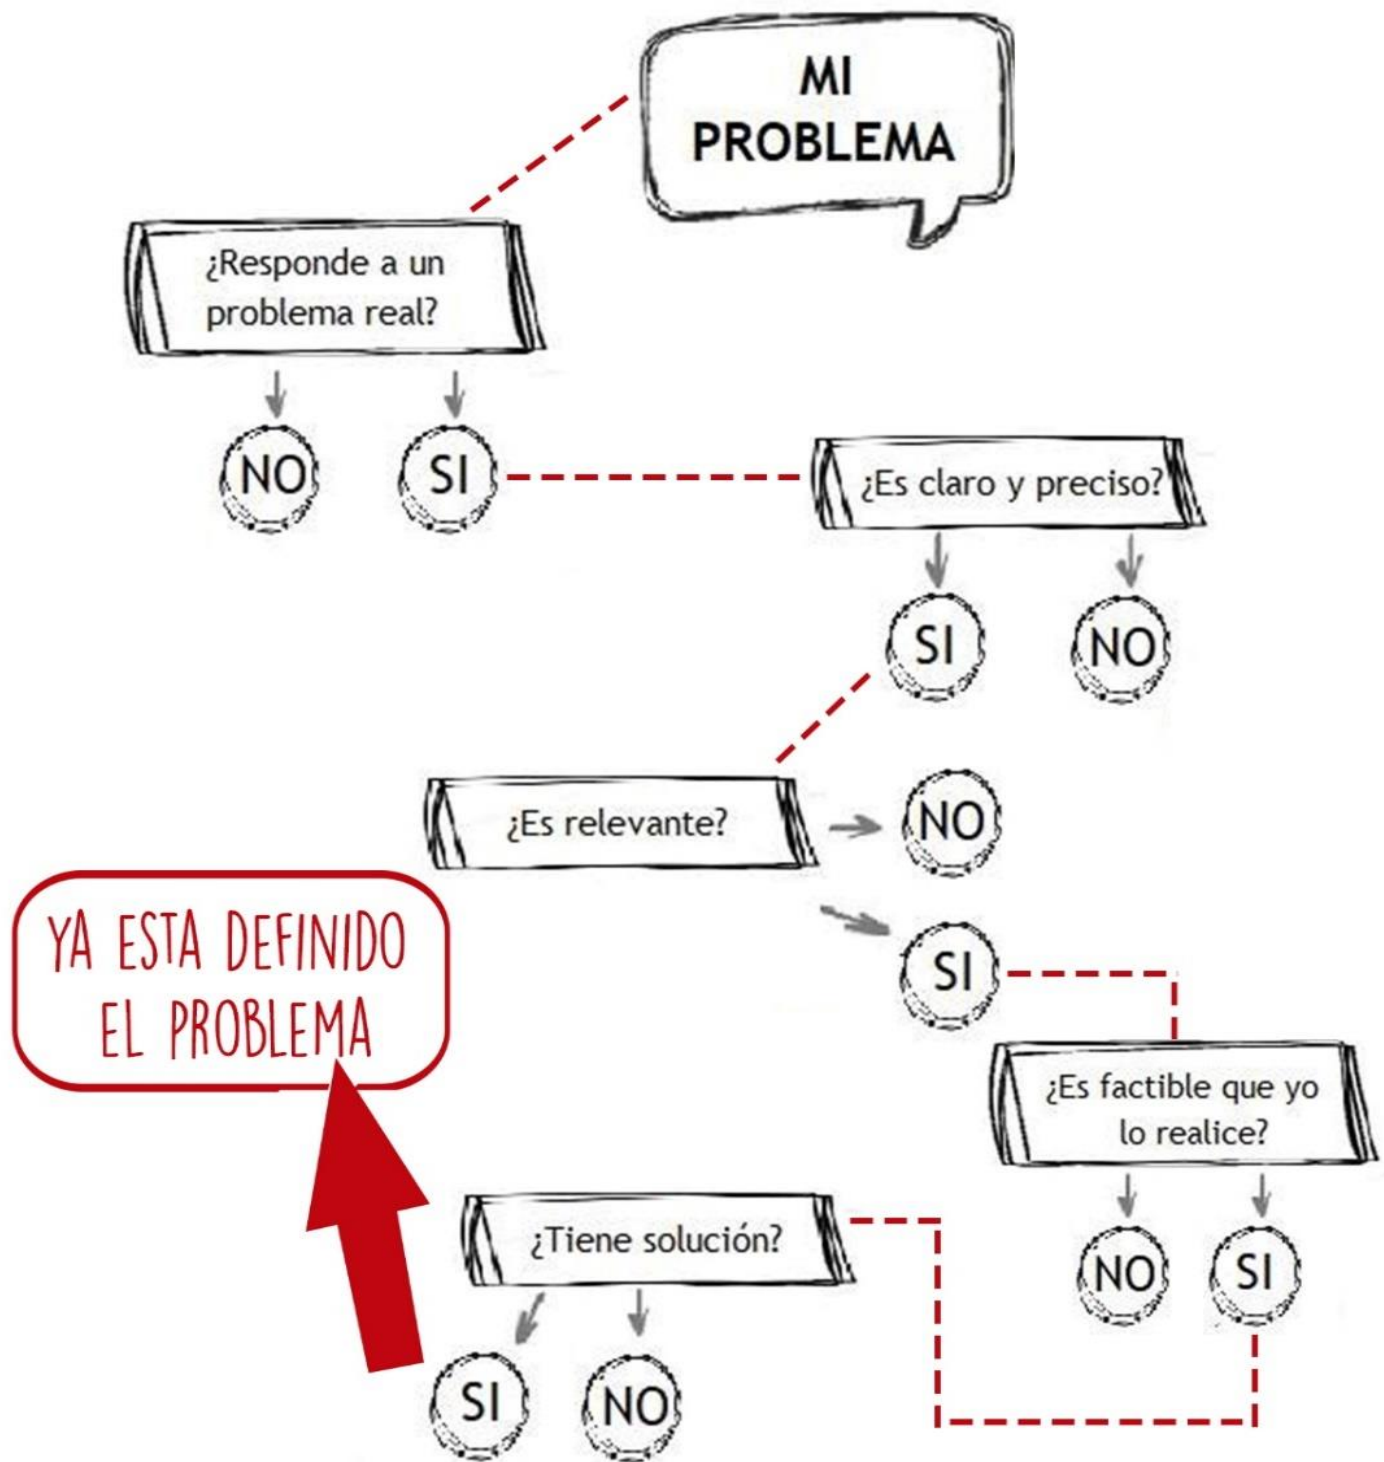 MI
PROBLEMA
¿Responde a un
problema real?
NO
SI
¿Es claro y preciso?
SI
NO
¿Es relevante?
NO
SI
¿Es factible que yo
lo realice?
NO
SI
¿Tiene solución?
SI
NO
YA ESTA DEFINIDO
EL PROBLEMA